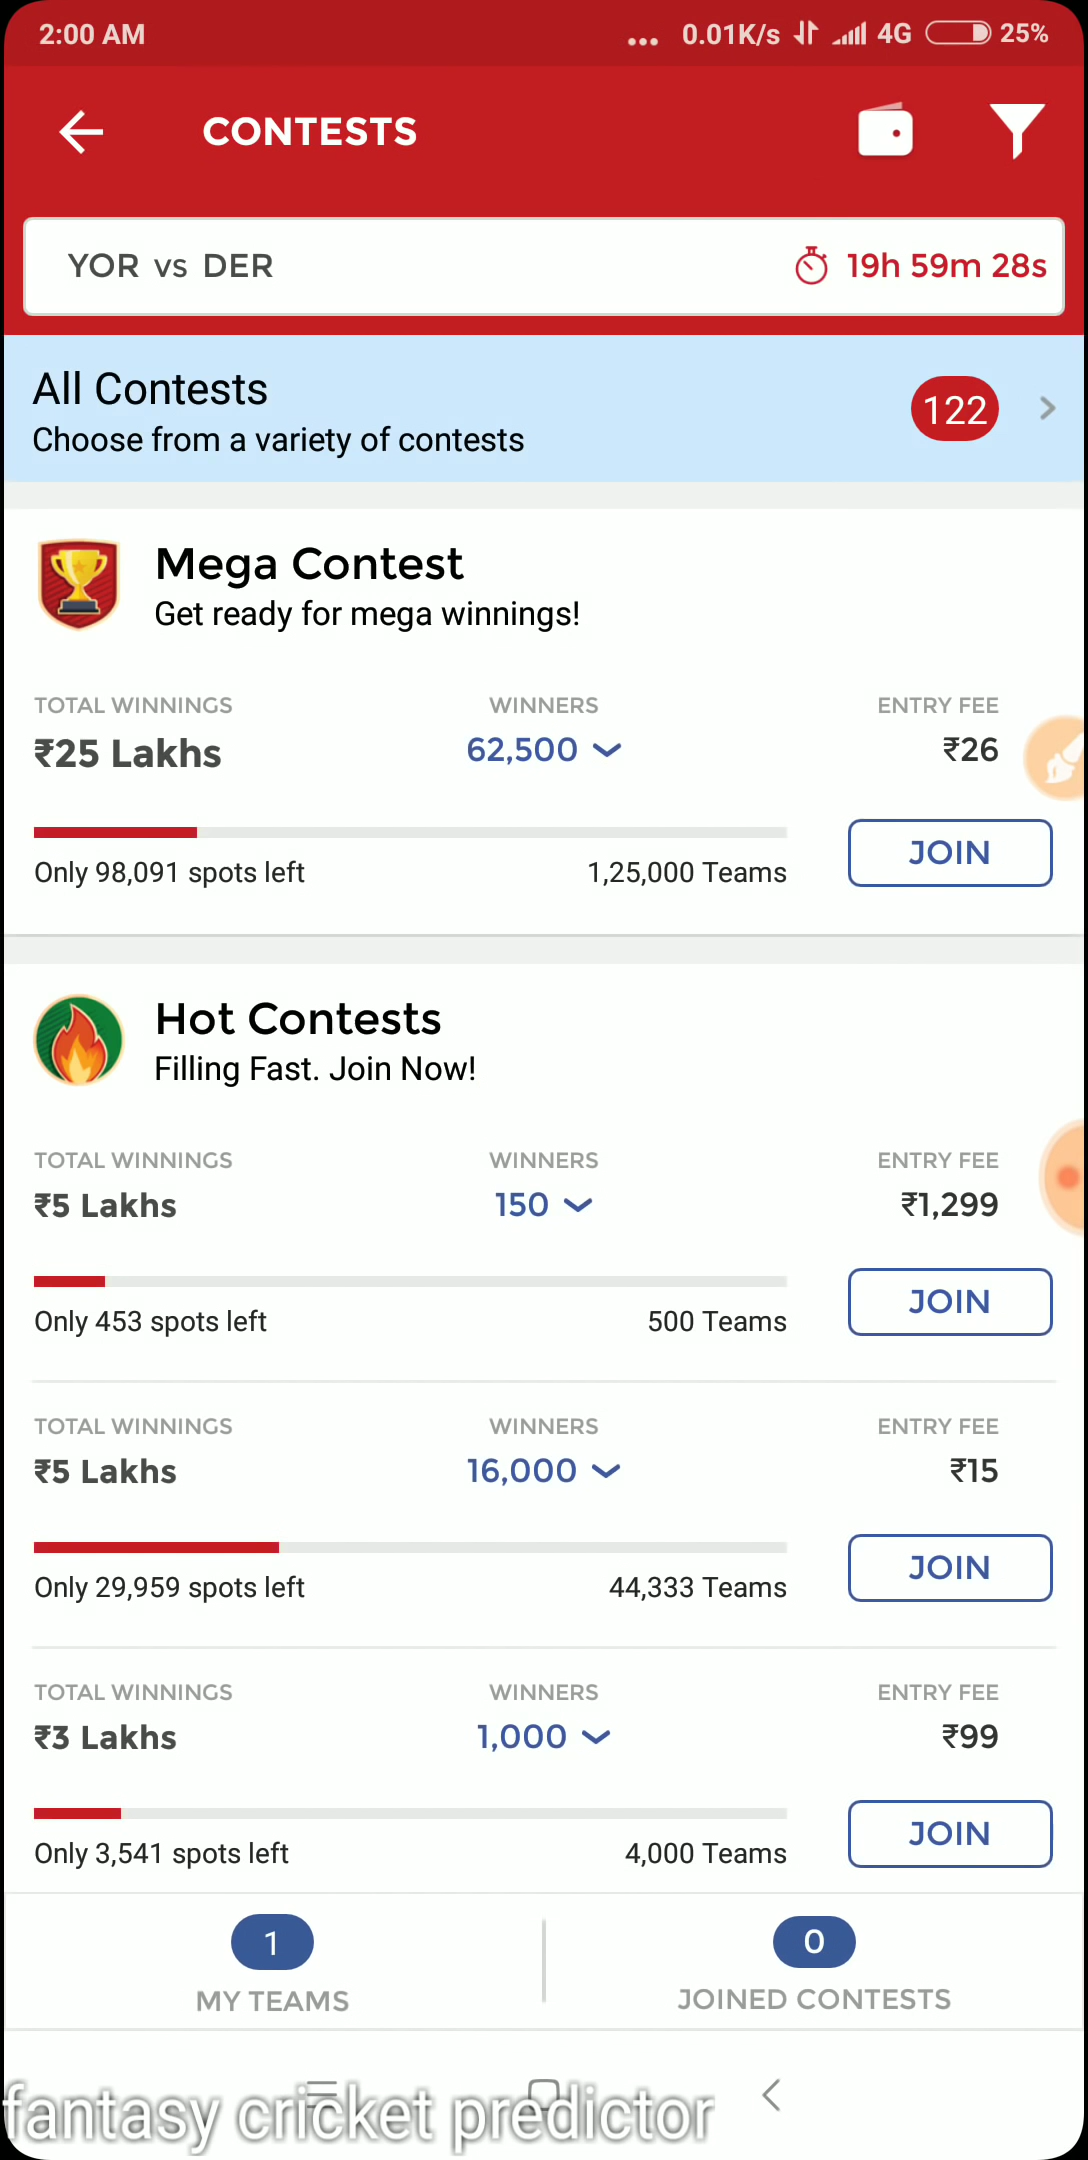 2:00 AM ... 0.01K/s 4G 25%
CONTESTS
YOR vs DER 19h 59m 28s
All Contests 122
Choose from a variety of contests
Mega Contest
Get ready for mega winnings!
TOTAL WINNINGS WINNERS ENTRY FEE
₹25 Lakhs 62,500 ₹26
Only 98,091 spots left 1,25,000 Teams JOIN
Hot Contests
Filling Fast. Join Now!
TOTAL WINNINGS WINNERS ENTRY FEE
₹5 Lakhs 150 ₹1,299
Only 453 spots left 500 Teams JOIN
TOTAL WINNINGS WINNERS ENTRY FEE
₹5 Lakhs 16,000 ₹15
Only 29,959 spots left 44,333 Teams JOIN
TOTAL WINNINGS WINNERS ENTRY FEE
₹3 Lakhs 1,000 ₹99
Only 3,541 spots left 4,000 Teams JOIN
1 0
MY TEAMS JOINED CONTESTS
fantasy cricket predictor